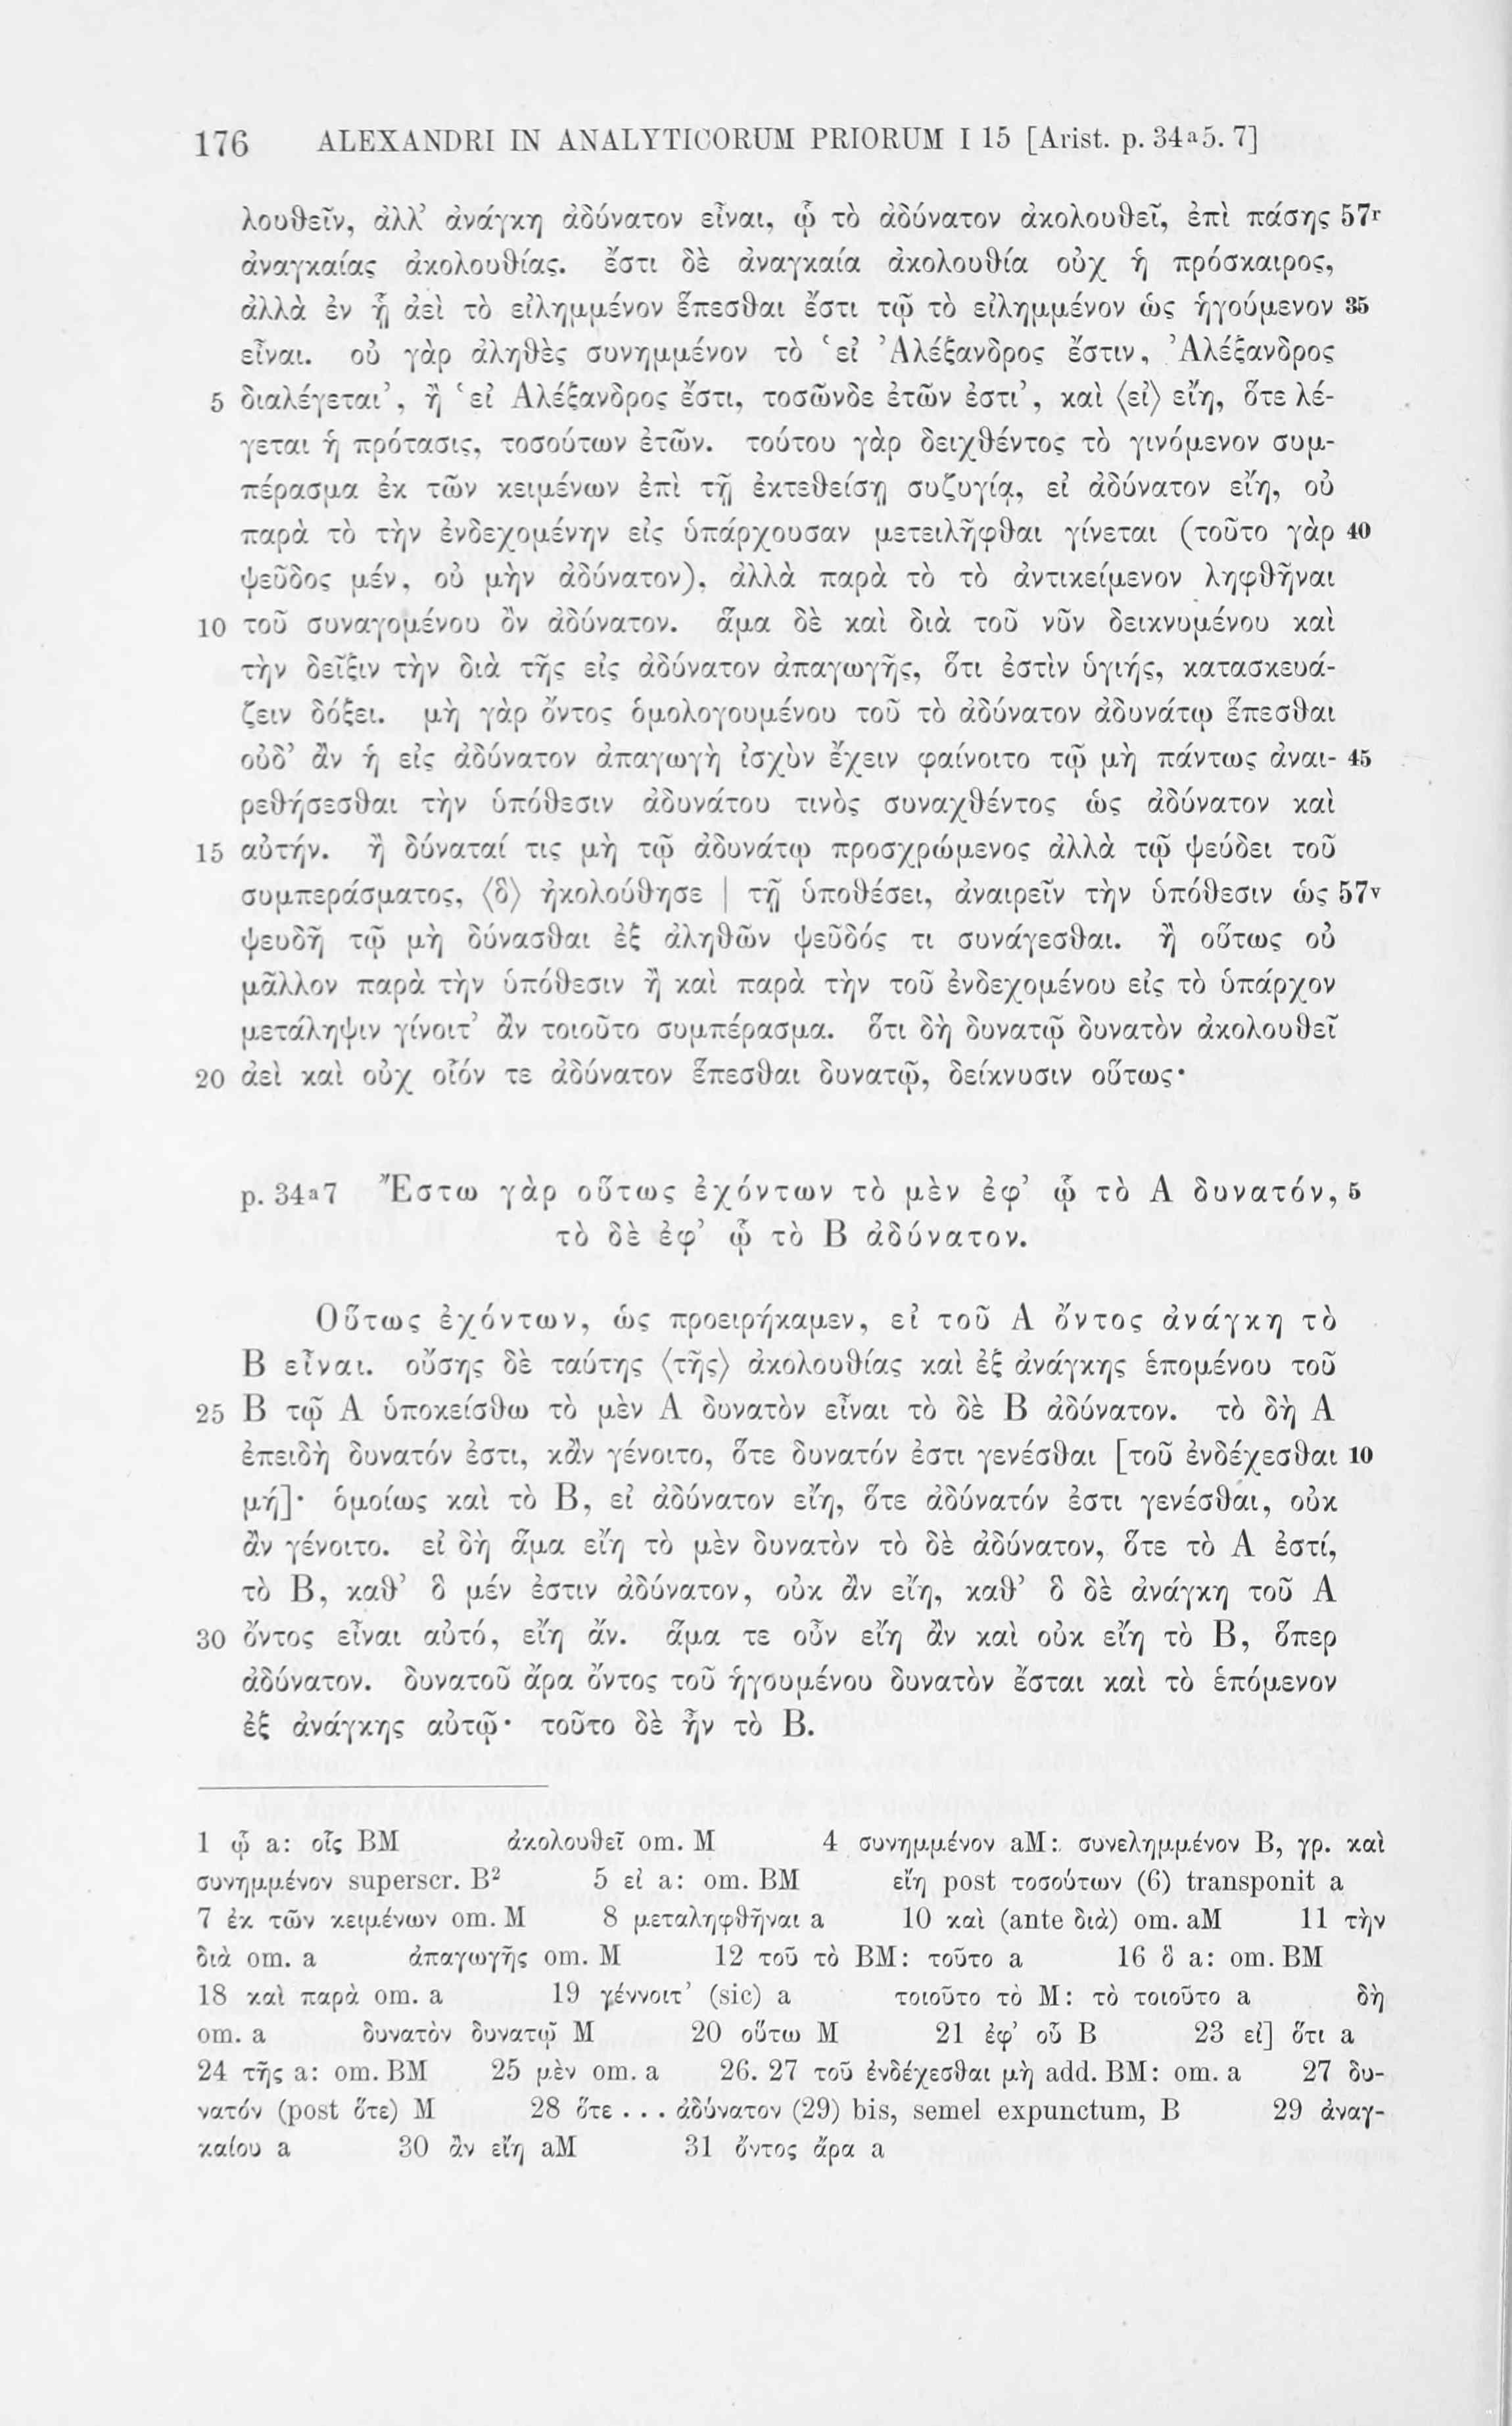 176 ALEXANDRI IN ANALYTICORUM PRIORUM I 15 [Arist. p. 34a5. 7]
λουθεῖν, ἀλλ’ ἀνάγκη ἀδύνατον εἶναι, ᾧ τὸ ἀδύνατον ἀκολουθεῖ, ἐπὶ πάσης 57r
ἀναγκαίας ἀκολουθίας. ἔστι δὲ ἀναγκαία ἀκολουθία οὐχ ἡ πρόσκαιρος,
ἀλλὰ ἐν ᾗ ἀεὶ τὸ εἰλημμένον ἕπεσθαι ἔστι τῷ τὸ εἰλημμένον ὡς ἡγούμενον 35
εἶναι. οὐ γὰρ ἀληθὲς συνημμένον τὸ ‘εἰ ’Αλέξανδρος ἔστιν, ’Αλέξανδρος
5 διαλέγεται’, ἢ ‘εἰ Αλέξανδρος ἔστι, τοσῶνδε ἐτῶν ἐστι’, καὶ ⟨εἰ⟩ εἴη, ὅτε λέ-
γεται ἡ πρότασις, τοσούτων ἐτῶν. τούτου γὰρ δειχθέντος τὸ γινόμενον συμ-
πέρασμα ἐκ τῶν κειμένων ἐπὶ τῇ ἐκτεθείσῃ συζυγίᾳ, εἰ ἀδύνατον εἴη, οὐ
παρὰ τὸ τὴν ἐνδεχομένην εἰς ὑπάρχουσαν μετειλῆφθαι γίνεται (τοῦτο γὰρ 40
ψεῦδος μέν, οὐ μὴν ἀδύνατον), ἀλλὰ παρὰ τὸ τὸ ἀντικείμενον ληφθῆναι
10 τοῦ συναγομένου ὂν ἀδύνατον. ἅμα δὲ καὶ διὰ τοῦ νῦν δεικνυμένου καὶ
τὴν δεῖξιν τὴν διὰ τῆς εἰς ἀδύνατον ἀπαγωγῆς, ὅτι ἐστὶν ὑγιής, κατασκευά-
ζειν δόξει. μὴ γὰρ ὄντος ὁμολογουμένου τοῦ τὸ ἀδύνατον ἀδυνάτῳ ἕπεσθαι
οὐδ’ ἂν ἡ εἰς ἀδύνατον ἀπαγωγὴ ἰσχὺν ἔχειν φαίνοιτο τῷ μὴ πάντως ἀναι- 45
ρεθήσεσθαι τὴν ὑπόθεσιν ἀδυνάτου τινὸς συναχθέντος ὡς ἀδύνατον καὶ
15 αὐτήν. ἢ δύναταί τις μὴ τῷ ἀδυνάτῳ προσχρώμενος ἀλλὰ τῷ ψεύδει τοῦ
συμπεράσματος, ⟨ὃ⟩ ἠκολούθησε | τῇ ὑποθέσει, ἀναιρεῖν τὴν ὑπόθεσιν ὡς 57v
ψευδῆ τῷ μὴ δύνασθαι ἐξ ἀληθῶν ψεῦδός τι συνάγεσθαι. ἢ οὕτως οὐ
μᾶλλον παρὰ τὴν ὑπόθεσιν ἢ καὶ παρὰ τὴν τοῦ ἐνδεχομένου εἰς τὸ ὑπάρχον
μετάληψιν γίνοιτ’ ἂν τοιοῦτο συμπέρασμα. ὅτι δὴ δυνατῷ δυνατὸν ἀκολουθεῖ
20 ἀεὶ καὶ οὐχ οἷόν τε ἀδύνατον ἕπεσθαι δυνατῷ, δείκνυσιν οὕτως·
p. 34a7 Ἔστω γὰρ οὕτως ἐχόντων τὸ μὲν ἐφ’ ᾧ τὸ Α δυνατόν, 5
τὸ δὲ ἐφ’ ᾧ τὸ Β ἀδύνατον.
Οὕτως ἐχόντων, ὡς προειρήκαμεν, εἰ τοῦ Α ὄντος ἀνάγκη τὸ
Β εἶναι. οὔσης δὲ ταύτης ⟨τῆς⟩ ἀκολουθίας καὶ ἐξ ἀνάγκης ἑπομένου τοῦ
25 Β τῷ Α ὑποκείσθω τὸ μὲν Α δυνατὸν εἶναι τὸ δὲ Β ἀδύνατον. τὸ δὴ Α
ἐπειδὴ δυνατόν ἐστι, κἂν γένοιτο, ὅτε δυνατόν ἐστι γενέσθαι [τοῦ ἐνδέχεσθαι 10
μή]· ὁμοίως καὶ τὸ Β, εἰ ἀδύνατον εἴη, ὅτε ἀδύνατόν ἐστι γενέσθαι, οὐκ
ἂν γένοιτο. εἰ δὴ ἅμα εἴη τὸ μὲν δυνατὸν τὸ δὲ ἀδύνατον, ὅτε τὸ Α ἐστί,
τὸ Β, καθ’ ὃ μέν ἐστιν ἀδύνατον, οὐκ ἂν εἴη, καθ’ ὃ δὲ ἀνάγκη τοῦ Α
30 ὄντος εἶναι αὐτό, εἴη ἄν. ἅμα τε οὖν εἴη ἂν καὶ οὐκ εἴη τὸ Β, ὅπερ
ἀδύνατον. δυνατοῦ ἄρα ὄντος τοῦ ἡγουμένου δυνατὸν ἔσται καὶ τὸ ἑπόμενον
ἐξ ἀνάγκης αὐτῷ· τοῦτο δὲ ἦν τὸ Β.
1 ᾧ a: οἷς BM ἀκολουθεῖ om. M 4 συνημμένον aM: συνελημμένον B, γρ. καὶ
συνημμένον superscr. B² 5 εἰ a: om. BM εἴη post τοσούτων (6) transponit a
7 ἐκ τῶν κειμένων om. M 8 μεταληφθῆναι a 10 καὶ (ante διὰ) om. aM 11 τὴν
διὰ om. a ἀπαγωγῆς om. M 12 τοῦ τὸ BM: τοῦτο a 16 ὃ a: om. BM
18 καὶ παρὰ om. a 19 γέννοιτ’ (sic) a τοιοῦτο τὸ M: τὸ τοιοῦτο a δὴ
om. a δυνατὸν δυνατῷ M 20 οὕτω M 21 ἐφ’ οὗ B 23 εἰ] ὅτι a
24 τῆς a: om. BM 25 μὲν om. a 26. 27 τοῦ ἐνδέχεσθαι μὴ add. BM: om. a 27 δυ-
νατόν (post ὅτε) M 28 ὅτε . . . ἀδύνατον (29) bis, semel expunctum, B 29 ἀναγ-
καίου a 30 ἂν εἴη aM 31 ὄντος ἄρα a